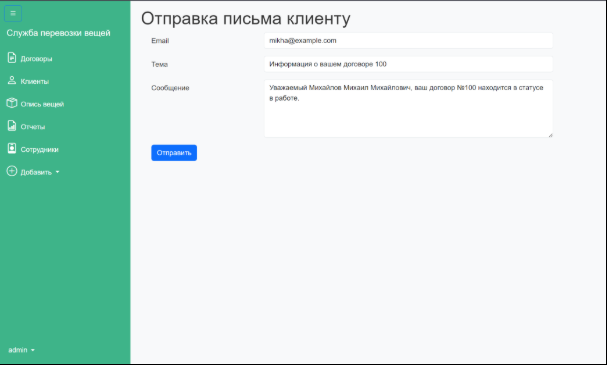 Служба перевозки вещей
Договоры
Клиенты
Опись вещей
Отчеты
Сотрудники
Добавить
admin
Отправка письма клиенту
Email
mikha@example.com
Тема
Информация о вашем договоре 100
Сообщение
Уважаемый Михайлов Михаил Михайлович, ваш договор №100 находится в статусе
в работе.
Отправить